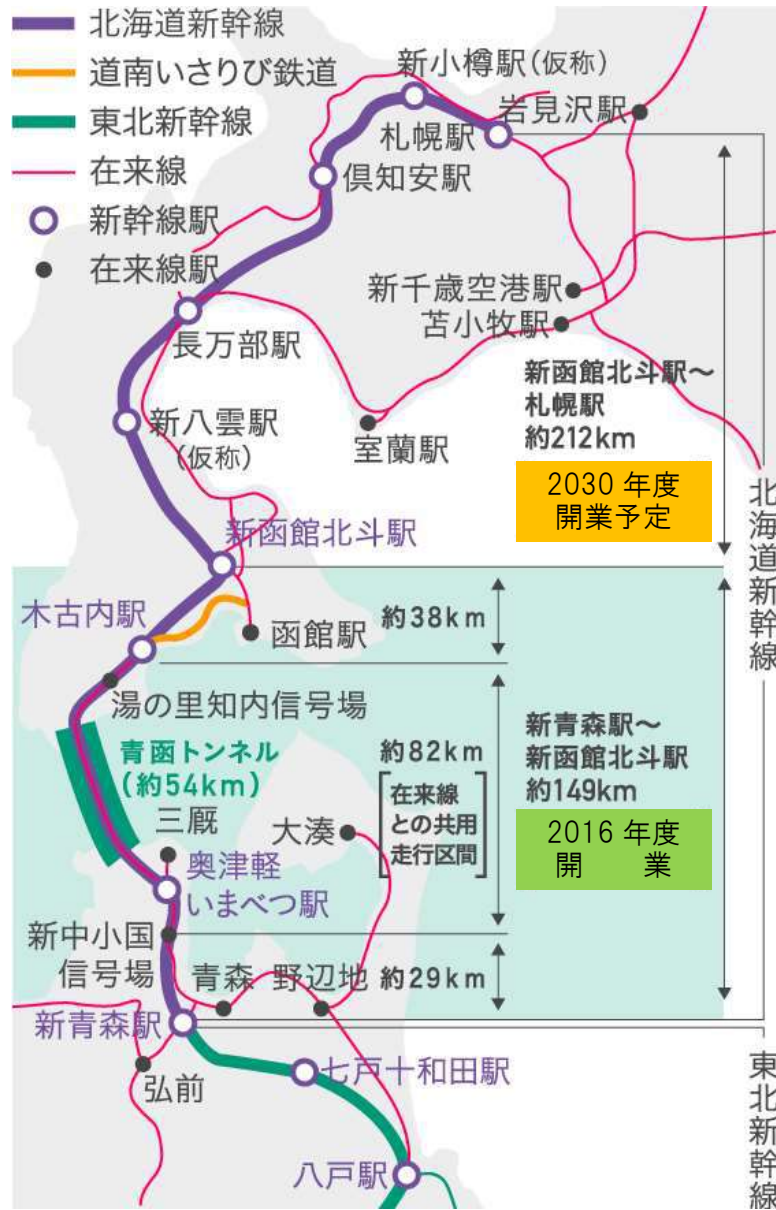 北海道新幹線
道南いさりび鉄道
東北新幹線
在来線
新幹線駅
在来線駅
新小樽駅(仮称)
岩見沢駅
札幌駅
倶知安駅
新千歳空港駅
苫小牧駅
長万部駅
新函館北斗駅~
札幌駅
約212km
新八雲駅
(仮称)
室蘭駅
2030 年度
開業予定
北海道新幹線
新函館北斗駅
木古内駅
函館駅
約38km
湯の里知内信号場
青函トンネル
(約54km)
約82km
在来線
との共用
走行区間
新青森駅~
新函館北斗駅
約149km
三厩
大湊
2016 年度
開 業
奥津軽
いまべつ駅
新中小国
信号場
青森
野辺地
約29km
新青森駅
弘前
七戸十和田駅
東北新幹線
八戸駅